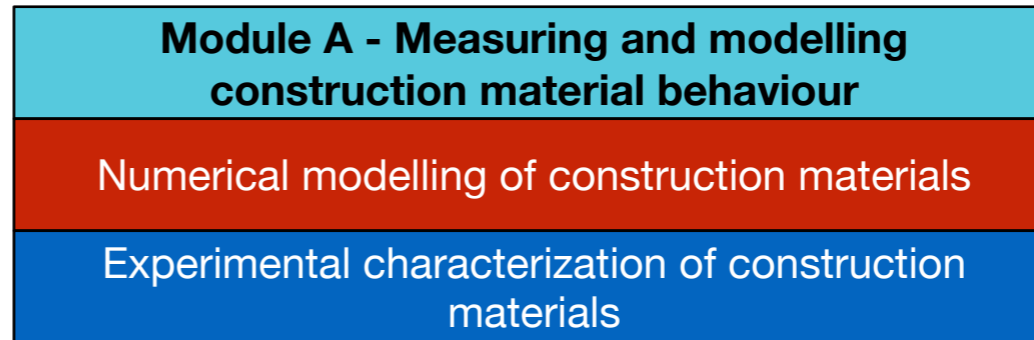 Module A - Measuring and modelling
construction material behaviour
Numerical modelling of construction materials
Experimental characterization of construction
materials